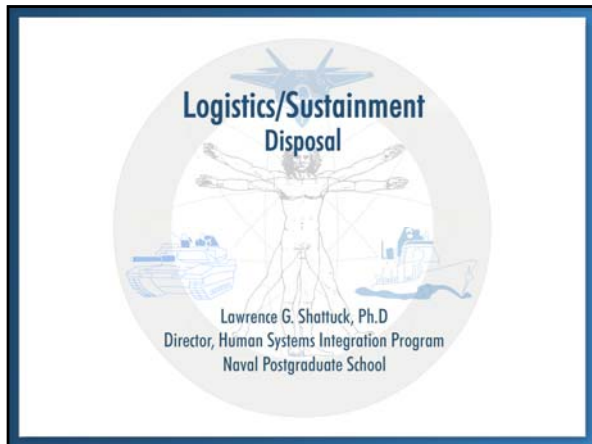 Logistics/Sustainment
Disposal
Lawrence G. Shattuck, Ph.D
Director, Human Systems Integration Program
Naval Postgraduate School